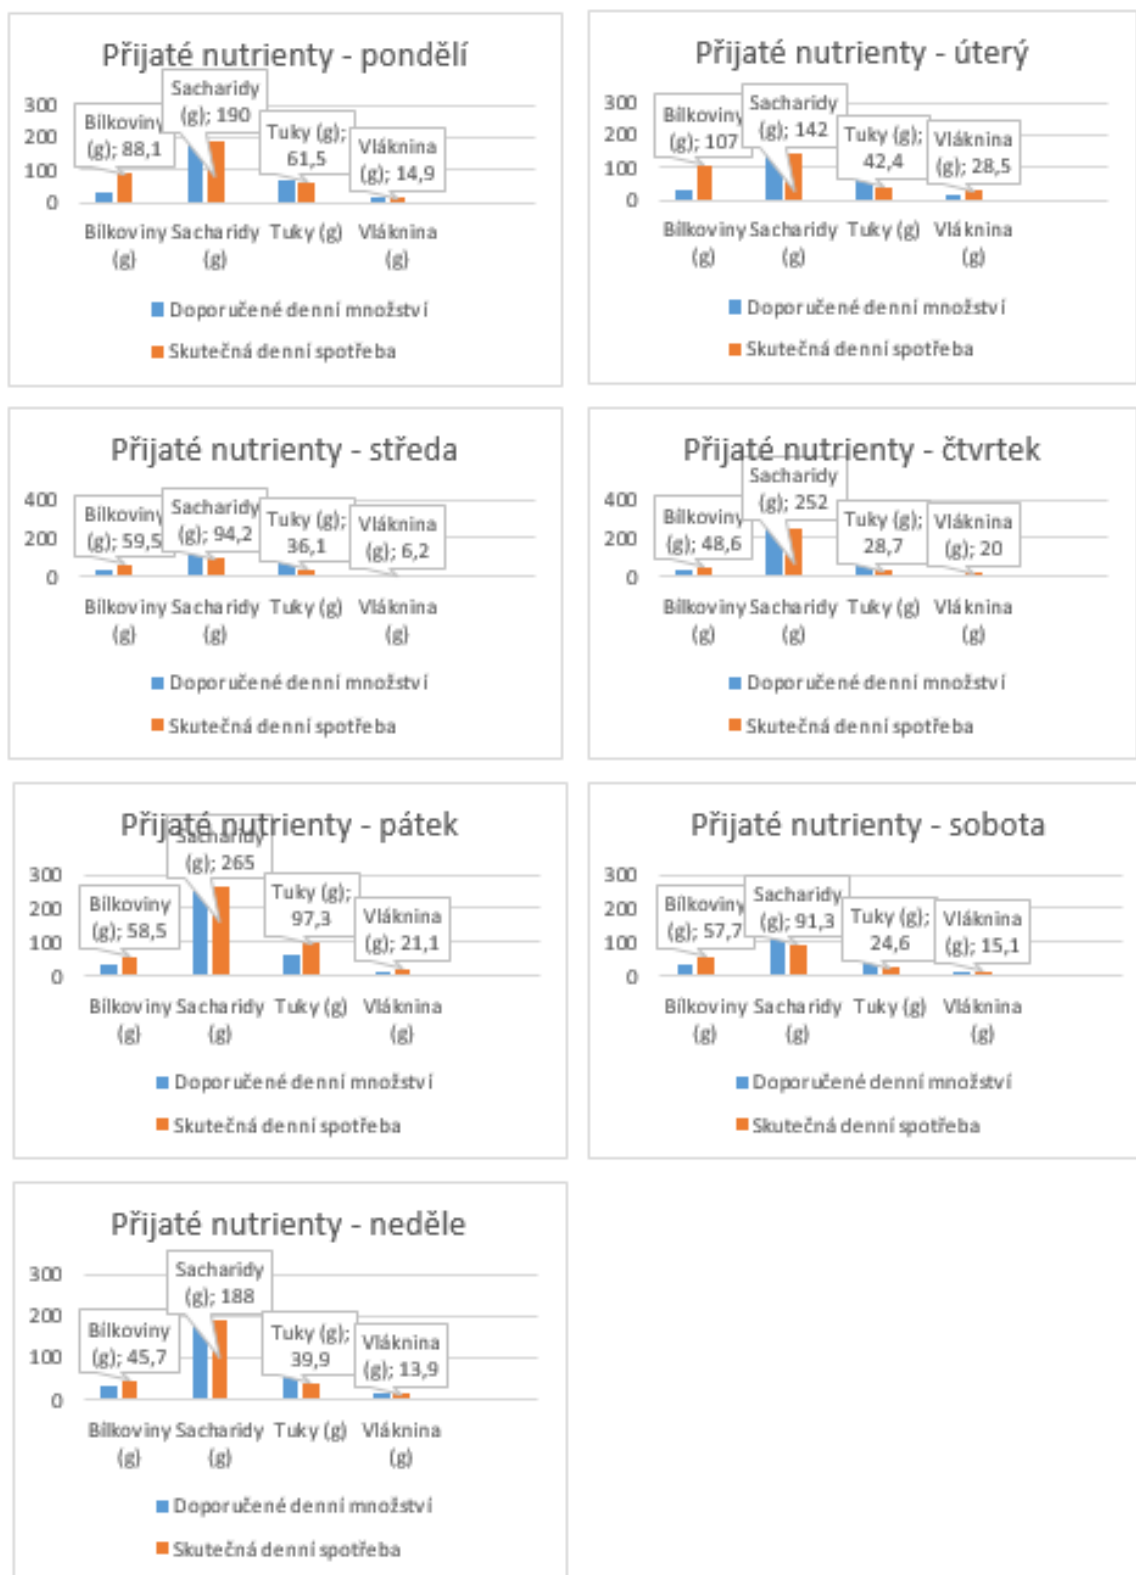 Přijaté nutrienty - pondělí
Sacharidy
(g); 190
Bílkoviny
(g); 88,1
Tuky (g);
61,5
Vláknina
(g); 14,9
300
200
100
0
Bílkoviny Sacharidy Tuky (g) Vláknina
(g) (g) (g)
Doporučené denní množství
Skutečná denní spotřeba
Přijaté nutrienty - úterý
Sacharidy
(g); 142
Bílkoviny
(g); 107
Tuky (g);
42,4
Vláknina
(g); 28,5
300
200
100
0
Bílkoviny Sacharidy Tuky (g) Vláknina
(g) (g) (g)
Doporučené denní množství
Skutečná denní spotřeba
Přijaté nutrienty - středa
Bílkoviny
(g); 59,5
Sacharidy
(g); 94,2
Tuky (g);
36,1
Vláknina
(g); 6,2
400
200
0
Bílkoviny Sacharidy Tuky (g) Vláknina
(g) (g) (g)
Doporučené denní množství
Skutečná denní spotřeba
Přijaté nutrienty - čtvrtek
Sacharidy
(g); 252
Bílkoviny
(g); 48,6
Tuky (g);
28,7
Vláknina
(g); 20
400
200
0
Bílkoviny Sacharidy Tuky (g) Vláknina
(g) (g) (g)
Doporučené denní množství
Skutečná denní spotřeba
Přijaté nutrienty - pátek
Sacharidy
(g); 265
Bílkoviny
(g); 58,5
Tuky (g);
97,3
Vláknina
(g); 21,1
300
200
100
0
Bílkoviny Sacharidy Tuky (g) Vláknina
(g) (g) (g)
Doporučené denní množství
Skutečná denní spotřeba
Přijaté nutrienty - sobota
Bílkoviny
(g); 57,7
Sacharidy
(g); 91,3
Tuky (g);
24,6
Vláknina
(g); 15,1
300
200
100
0
Bílkoviny Sacharidy Tuky (g) Vláknina
(g) (g) (g)
Doporučené denní množství
Skutečná denní spotřeba
Přijaté nutrienty - neděle
Sacharidy
(g); 188
Bílkoviny
(g); 45,7
Tuky (g);
39,9
Vláknina
(g); 13,9
300
200
100
0
Bílkoviny Sacharidy Tuky (g) Vláknina
(g) (g) (g)
Doporučené denní množství
Skutečná denní spotřeba